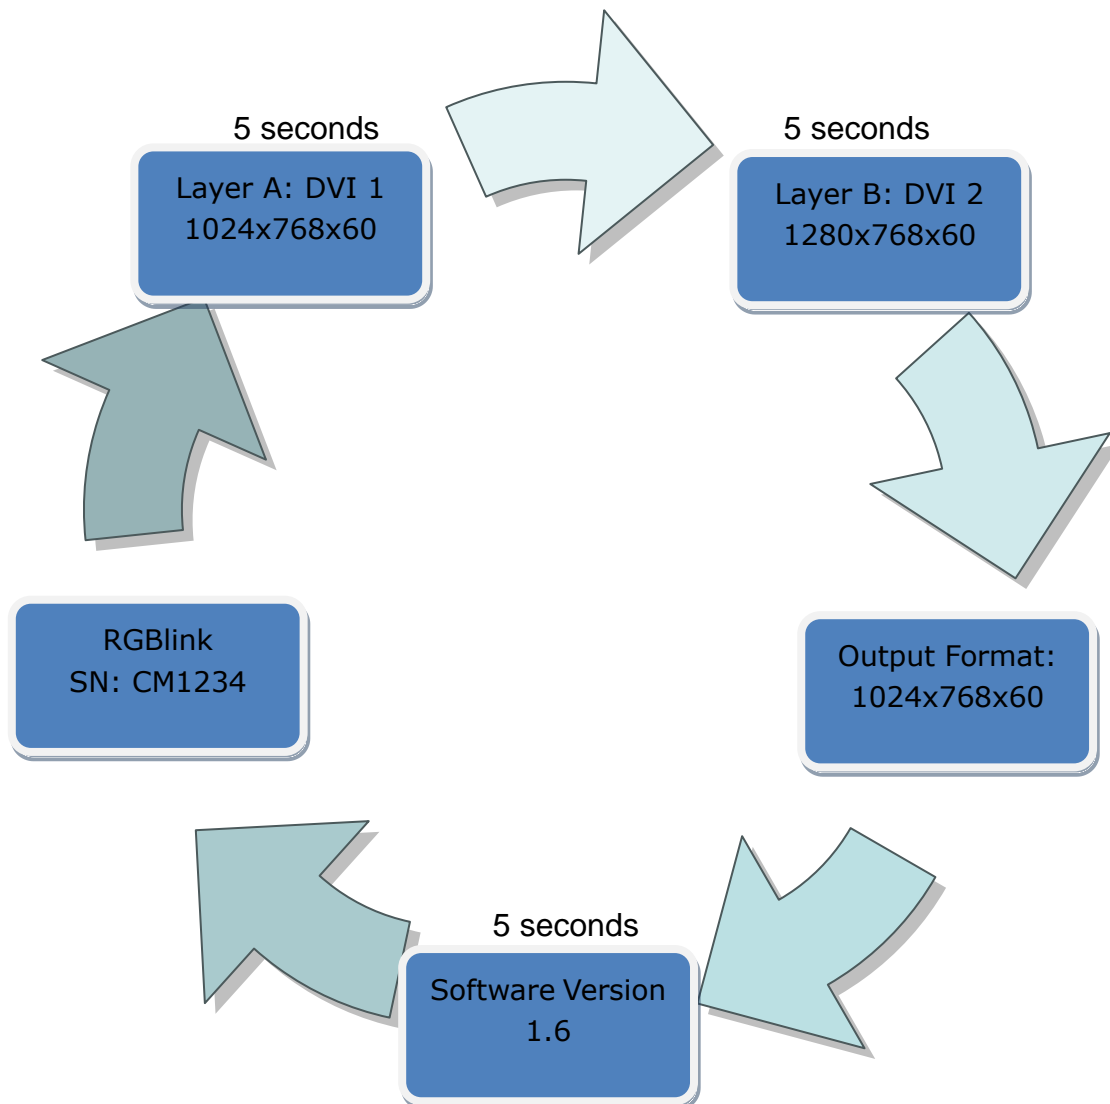 5 seconds
Layer A: DVI 1
1024x768x60
5 seconds
Layer B: DVI 2
1280x768x60
Output Format:
1024x768x60
5 seconds
Software Version
1.6
RGBlink
SN: CM1234